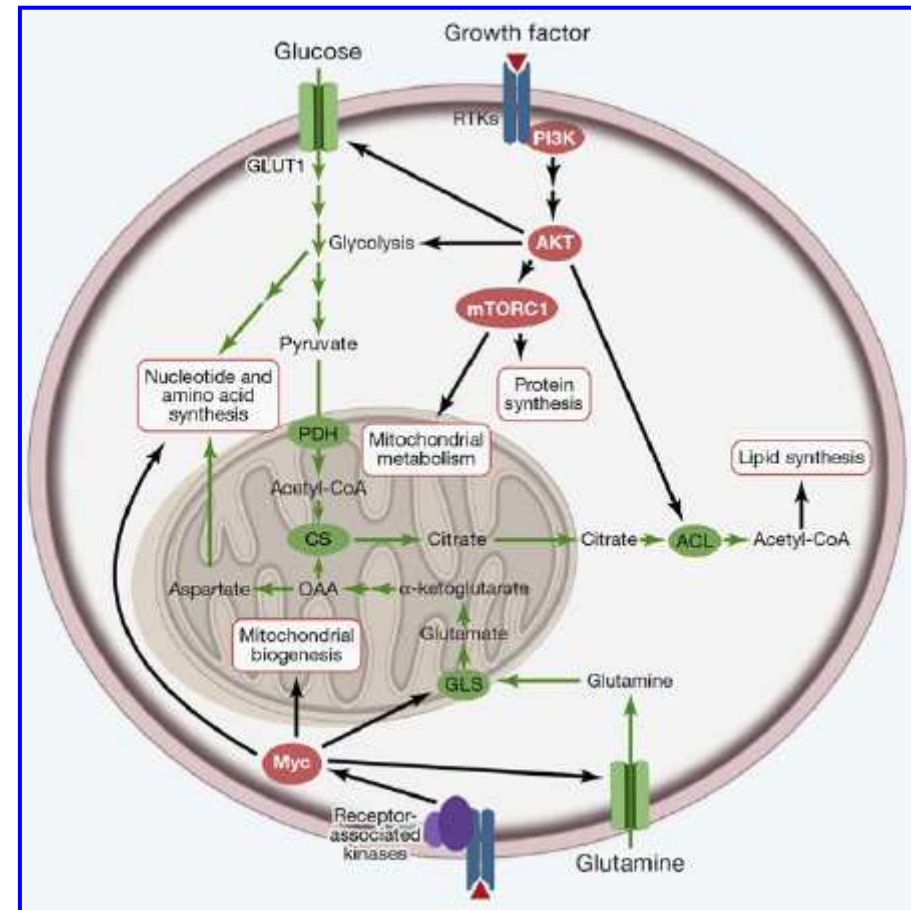 Growth factor
Glucose
RTKs
PI3K
GLUT1
Glycolysis
AKT
mTORC1
Pyruvate
Nucleotide and
amino acid
synthesis
Protein
synthesis
PDH
Mitochondrial
metabolism
Lipid synthesis
Acetyl-CoA
CS
Citrate
Citrate
ACL
Acetyl-CoA
Aspartate
OAA
α-ketoglutarate
Mitochondrial
biogenesis
Glutamate
GLS
Glutamine
Myc
Receptor-
associated
kinases
Glutamine